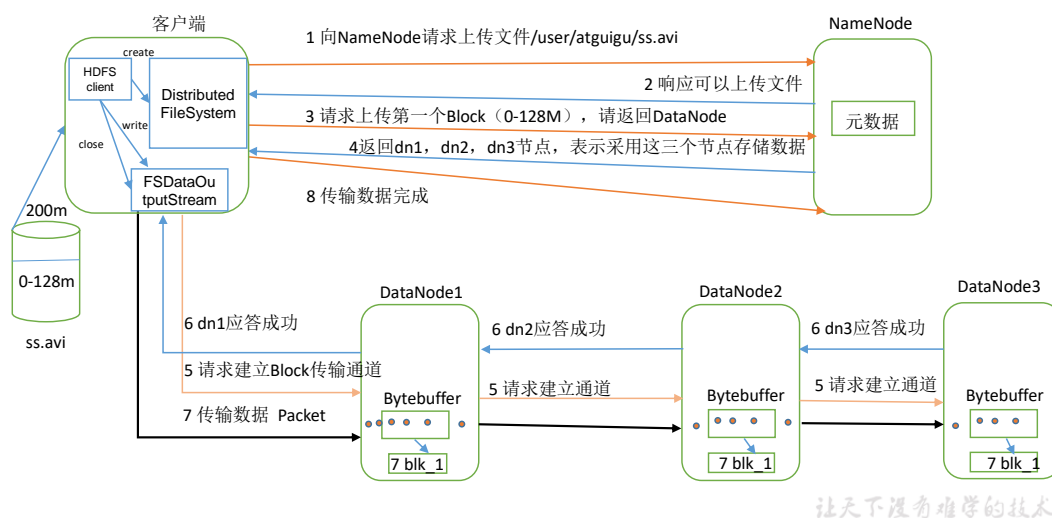 客户端
NameNode
1 向NameNode请求上传文件/user/atguigu/ss.avi
create
HDFS
client
Distributed
FileSystem
2 响应可以上传文件
3 请求上传第一个Block（0-128M），请返回DataNode
元数据
write
close
4返回dn1，dn2，dn3节点，表示采用这三个节点存储数据
FSDataOu
tputStream
8 传输数据完成
200m
0-128m
ss.avi
DataNode1
DataNode2
DataNode3
6 dn1应答成功
6 dn2应答成功
6 dn3应答成功
5 请求建立Block传输通道
5 请求建立通道
5 请求建立通道
Bytebuffer
Bytebuffer
Bytebuffer
7 传输数据 Packet
7 blk_1
7 blk_1
7 blk_1
让天下没有难学的技术